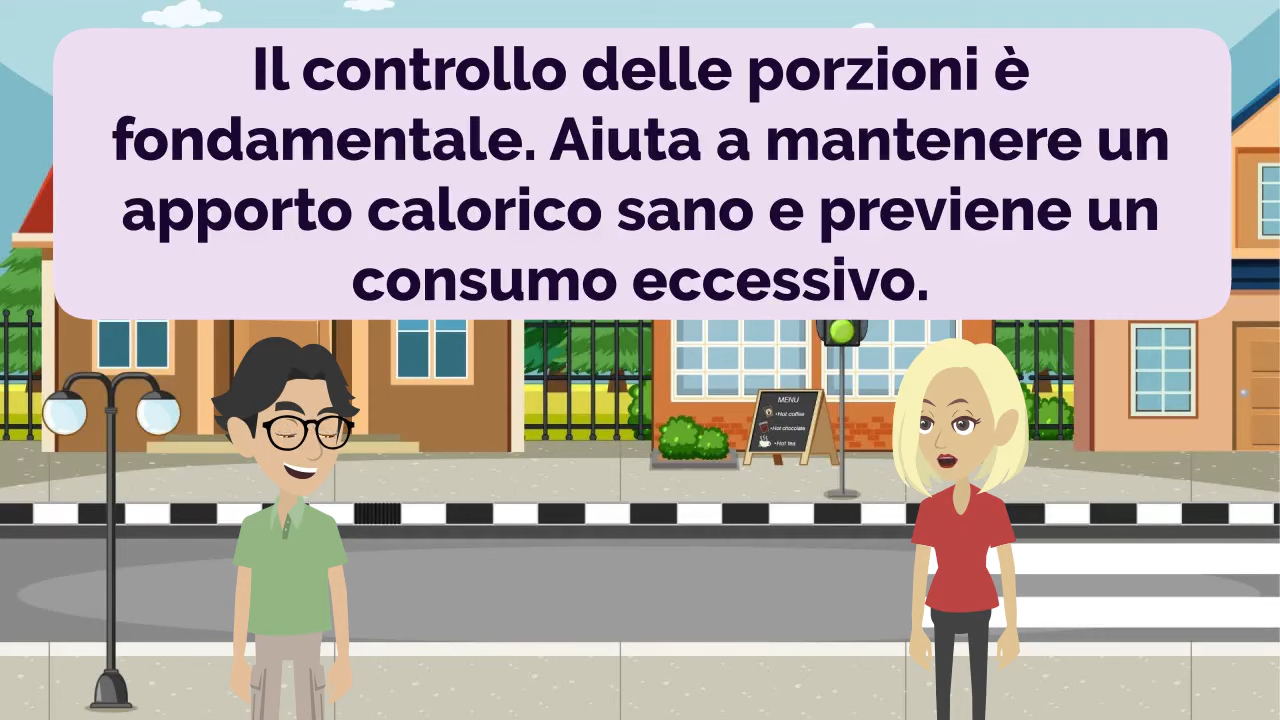 Il controllo delle porzioni è
fondamentale. Aiuta a mantenere un
apporto calorico sano e previene un
consumo eccessivo.
MENU
•Hot coffee
•Hot chocolate
•Hot tea